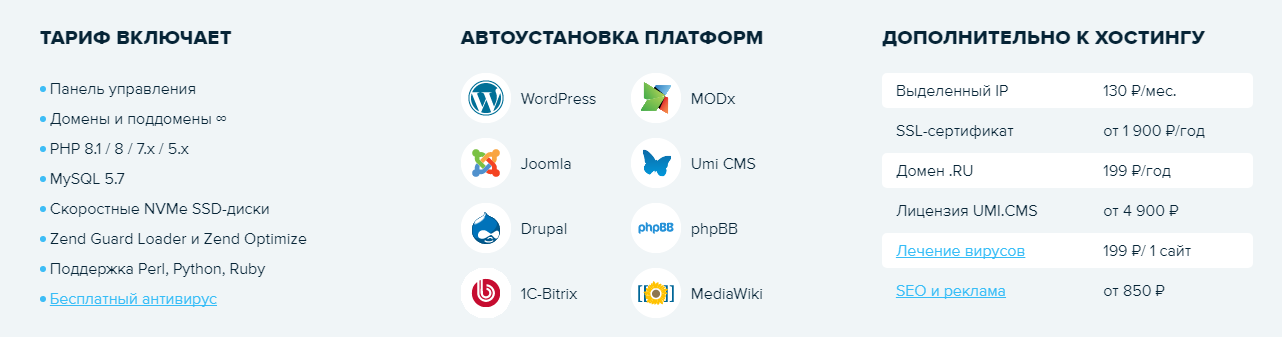 ТАРИФ ВКЛЮЧАЕТ
Панель управления
Домены и поддомены ∞
PHP 8.1 / 8 / 7.x / 5.x
MySQL 5.7
Скоростные NVMe SSD-диски
Zend Guard Loader и Zend Optimize
Поддержка Perl, Python, Ruby
Бесплатный антивирус
АВТОУСТАНОВКА ПЛАТФОРМ
WordPress
MODx
Joomla
Umi CMS
Drupal
phpBB
phpBB
1C-Bitrix
MediaWiki
ДОПОЛНИТЕЛЬНО К ХОСТИНГУ
Выделенный IP 130 ₽/мес.
SSL-сертификат от 1 900 ₽/год
Домен .RU 199 ₽/год
Лицензия UMI.CMS от 4 900 ₽
Лечение вирусов 199 ₽/ 1 сайт
SEO и реклама от 850 ₽